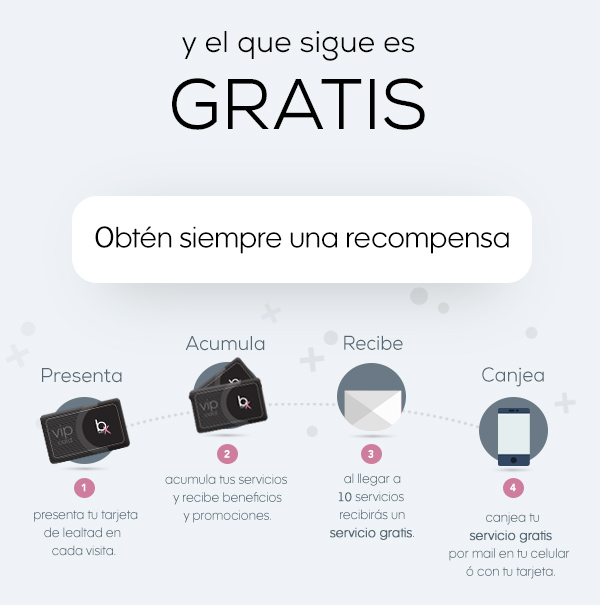 y el que sigue es
GRATIS
Obtén siempre una recompensa
Presenta
vip
card
bk
1
presenta tu tarjeta
de lealtad en
cada visita.
Acumula
vip
card
bk
2
acumula tus servicios
y recibe beneficios
y promociones.
Recibe
3
al llegar a
10 servicios
recibirás un
servicio gratis.
Canjea
4
canjea tu
servicio gratis
por mail en tu celular
ó con tu tarjeta.